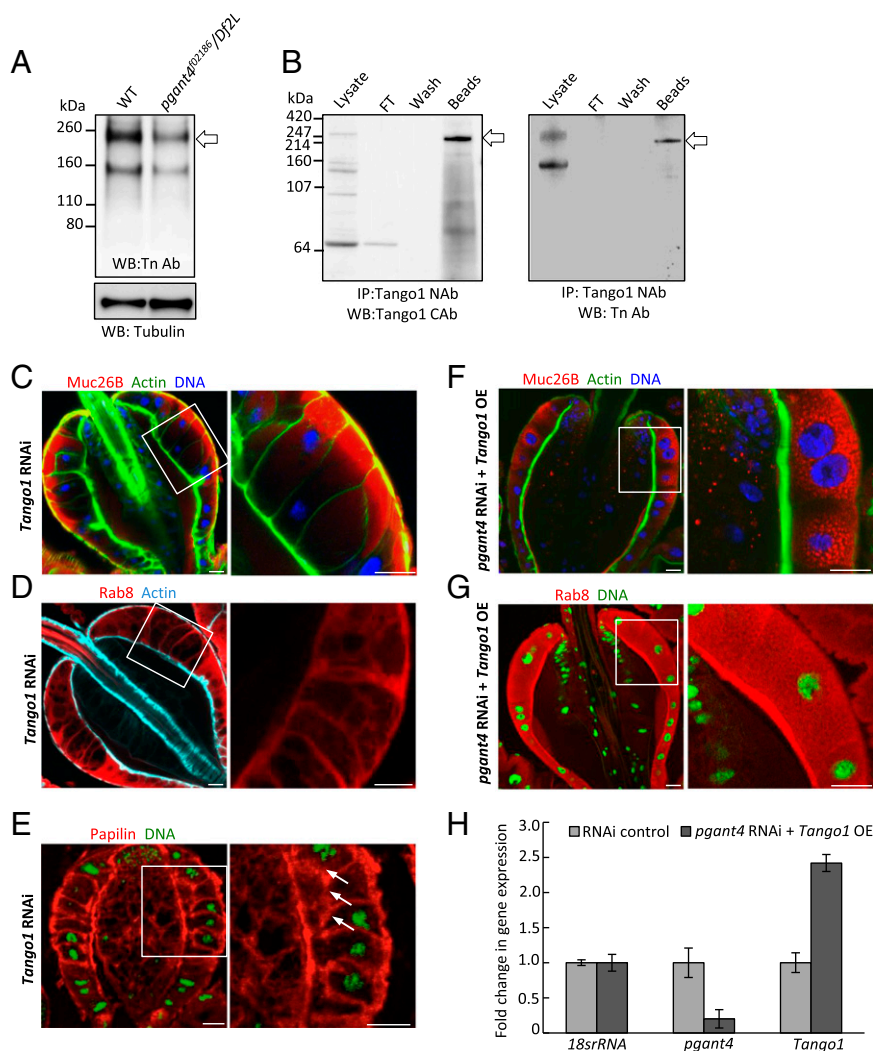 A
WT
pgant4f02186/Df2L
kDa
260
160
110
80
WB:Tn Ab
WB: Tubulin
B
Lysate FT Wash Beads
kDa
420
247
214
160
107
64
IP:Tango1 NAb
WB:Tango1 CAb
Lysate FT Wash Beads
IP: Tango1 NAb
WB: Tn Ab
C
Muc26B Actin DNA
Tango1 RNAi
D
Rab8 Actin
Tango1 RNAi
E
Papilin DNA
Tango1 RNAi
F
Muc26B Actin DNA
pgant4 RNAi + Tango1 OE
G
Rab8 DNA
pgant4 RNAi + Tango1 OE
H
RNAi control pgant4 RNAi + Tango1 OE
Fold change in gene expression
3.0
2.5
2.0
1.5
1.0
0.5
0.0
18srRNA pgant4 Tango1